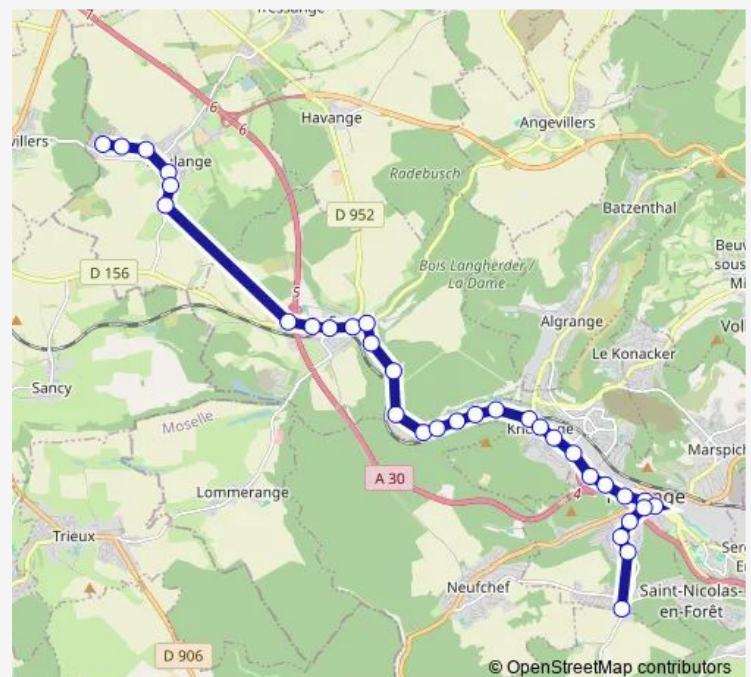 7
6
6
villers
Havange
Angevillers
lange
Radebusch
Batzenthal
D 952
Beuv
sous
Mi
D 156
Bois Langherder /
La Dame
5
Algrange
Vol
Le Konacker
Sancy
Moselle
Marspich
A 30
4
Lommerange
Trieux
Neufchef
Saint-Nicolas-
en-Forêt
D 906
© OpenStreetMap contributors